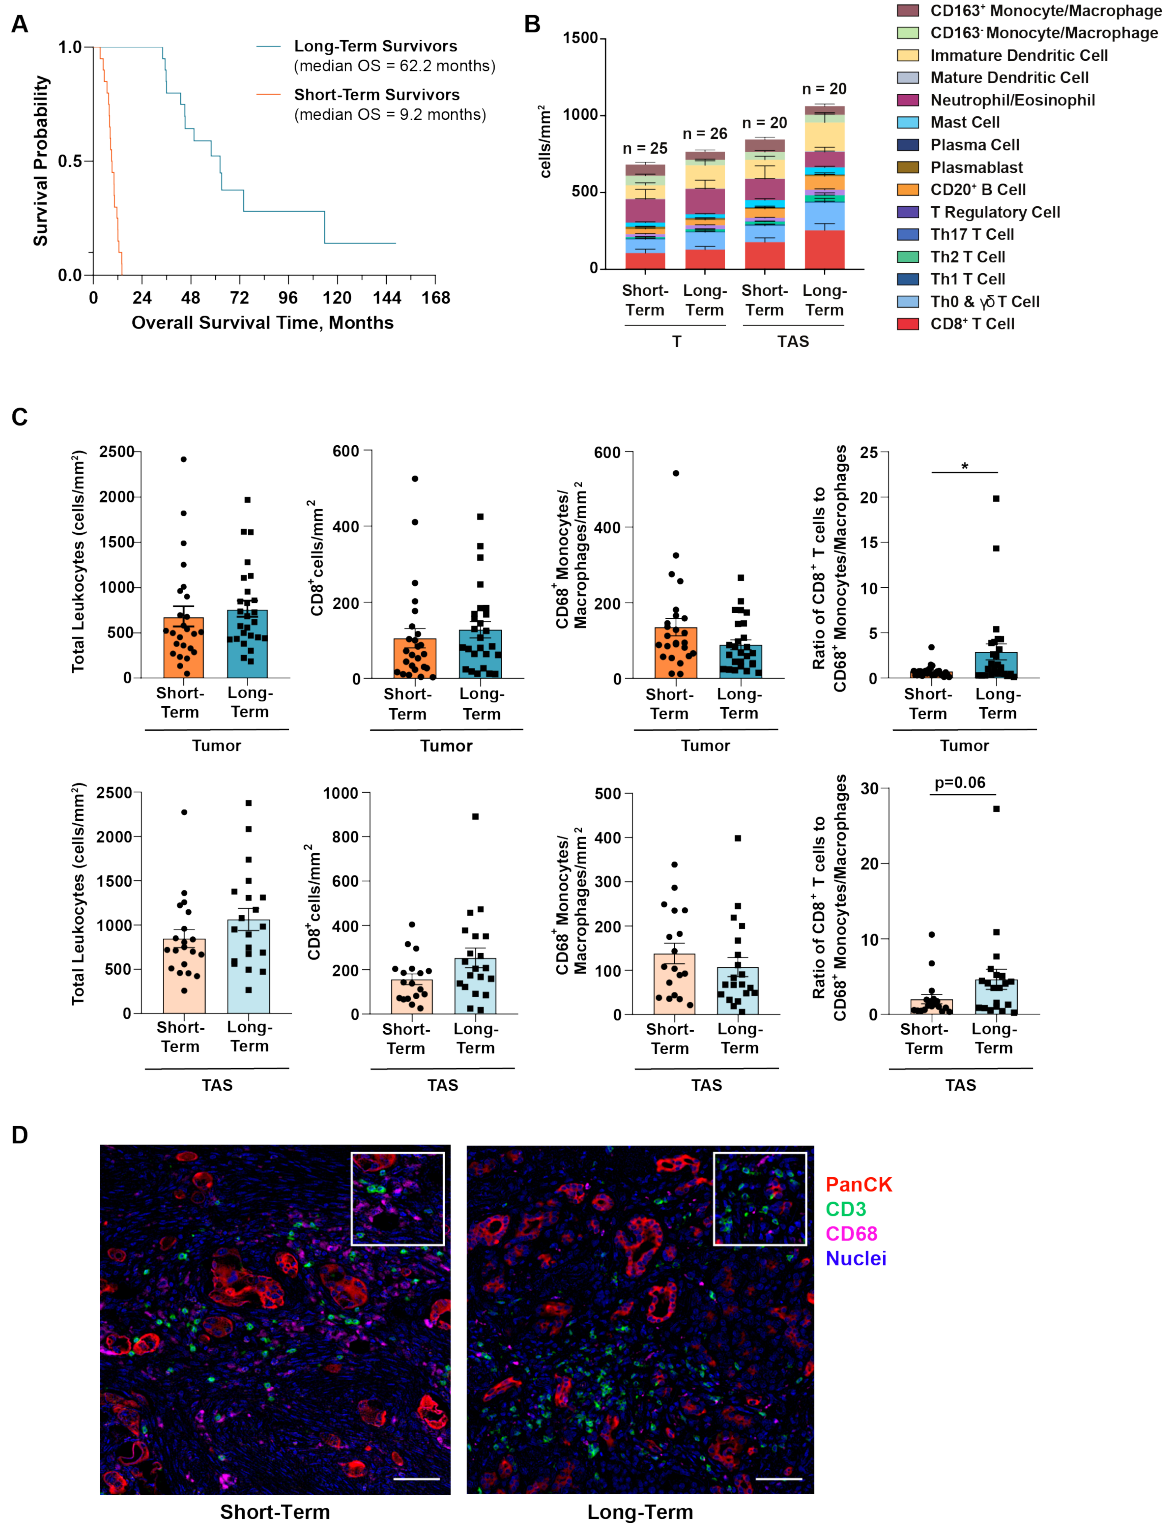 A
1.0
0.5
0.0
Survival Probability
0 24 48 72 96 120 144 168
Overall Survival Time, Months
Long-Term Survivors
(median OS = 62.2 months)
Short-Term Survivors
(median OS = 9.2 months)
B
1500
1000
500
0
cells/mm²
n = 25
n = 26
n = 20
n = 20
Short-Term
Long-Term
Short-Term
Long-Term
T
TAS
CD163⁺ Monocyte/Macrophage
CD163⁻ Monocyte/Macrophage
Immature Dendritic Cell
Mature Dendritic Cell
Neutrophil/Eosinophil
Mast Cell
Plasma Cell
Plasmablast
CD20⁺ B Cell
T Regulatory Cell
Th17 T Cell
Th2 T Cell
Th1 T Cell
Th0 & γδ T Cell
CD8⁺ T Cell
C
Total Leukocytes (cells/mm²)
2500
2000
1500
1000
500
0
Short-Term
Long-Term
Tumor
CD8⁺cells/mm²
600
400
200
0
Short-Term
Long-Term
Tumor
CD68⁺ Monocytes/
Macrophages/mm²
600
400
200
0
Short-Term
Long-Term
Tumor
Ratio of CD8⁺ T cells to
CD68⁺ Monocytes/Macrophages
25
20
15
10
5
0
*
Short-Term
Long-Term
Tumor
Total Leukocytes (cells/mm²)
2500
2000
1500
1000
500
0
Short-Term
Long-Term
TAS
CD8⁺cells/mm²
1000
800
600
400
200
0
Short-Term
Long-Term
TAS
CD68⁺ Monocytes/
Macrophages/mm²
500
400
300
200
100
0
Short-Term
Long-Term
TAS
Ratio of CD8⁺ T cells to
CD68⁺ Monocytes/Macrophages
30
20
10
0
p=0.06
Short-Term
Long-Term
TAS
D
PanCK
CD3
CD68
Nuclei
Short-Term
Long-Term